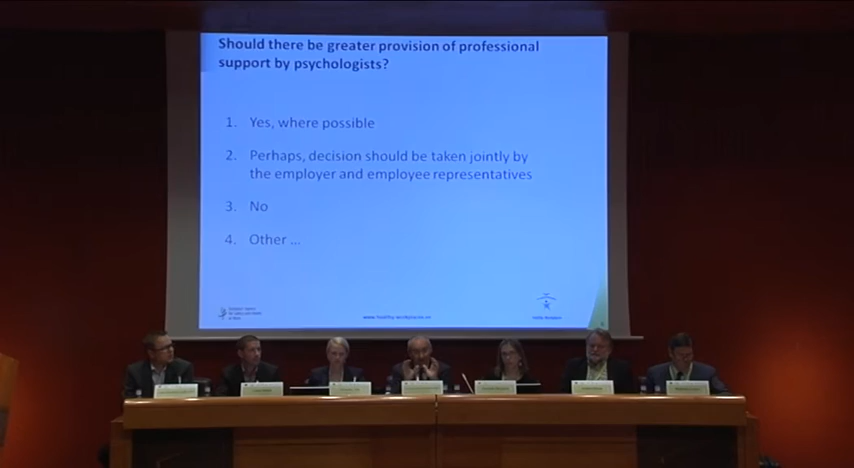 Should there be greater provision of professional
support by psychologists?
1. Yes, where possible
2. Perhaps, decision should be taken jointly by
the employer and employee representatives
3. No
4. Other ...
www.healthy-workplaces.eu